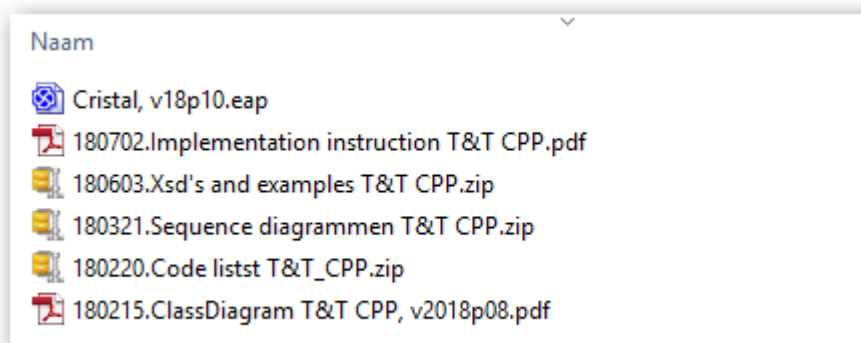 Naam
Cristal, v18p10.eap
180702.Implementation instruction T&T CPP.pdf
180603.Xsd's and examples T&T CPP.zip
180321.Sequence diagrammen T&T CPP.zip
180220.Code listst T&T_CPP.zip
180215.ClassDiagram T&T CPP, v2018p08.pdf